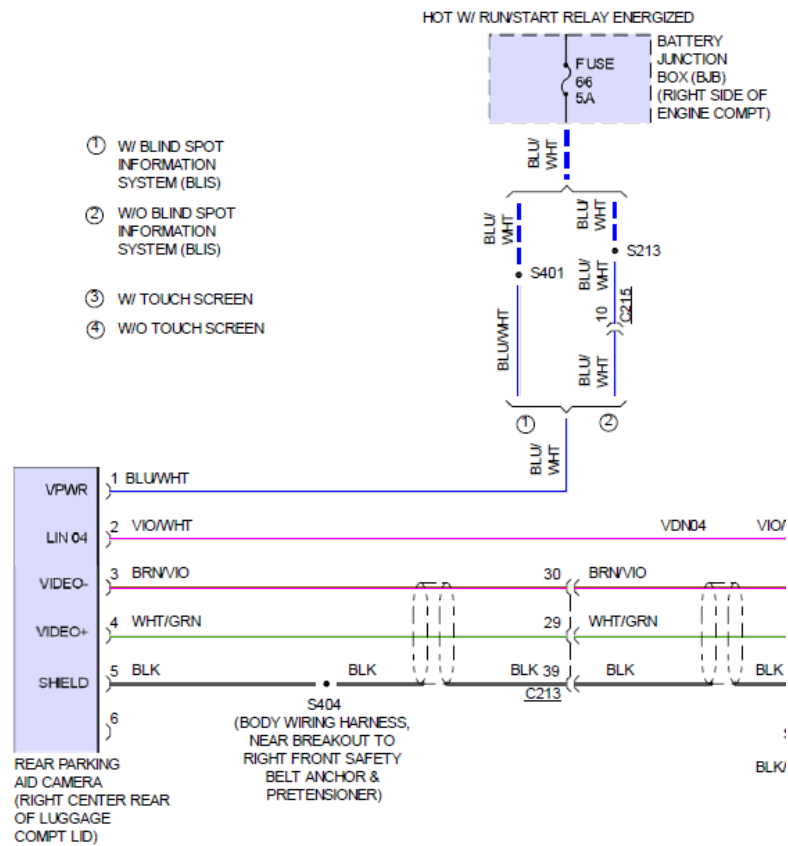 HOT W/ RUN/START RELAY ENERGIZED
FUSE
66
5A
BATTERY
JUNCTION
BOX (BJB)
(RIGHT SIDE OF
ENGINE COMPT)
1 W/ BLIND SPOT
INFORMATION
SYSTEM (BLIS)
2 W/O BLIND SPOT
INFORMATION
SYSTEM (BLIS)
3 W/ TOUCH SCREEN
4 W/O TOUCH SCREEN
BLU/
WHT
BLU/
WHT
BLU/
WHT
S401
S213
BLU/WHT
BLU/
WHT
10
C215
BLU/
WHT
1
2
BLU/
WHT
VPWR 1 BLU/WHT
LIN 04 2 VIO/WHT VDN04 VIO/
VIDEO- 3 BRN/VIO 30 BRN/VIO
VIDEO+ 4 WHT/GRN 29 WHT/GRN
SHIELD 5 BLK BLK BLK 39 BLK BLK
C213
6
S404
(BODY WIRING HARNESS,
NEAR BREAKOUT TO
RIGHT FRONT SAFETY
BELT ANCHOR &
PRETENSIONER)
BLK/
REAR PARKING
AID CAMERA
(RIGHT CENTER REAR
OF LUGGAGE
COMPT LID)